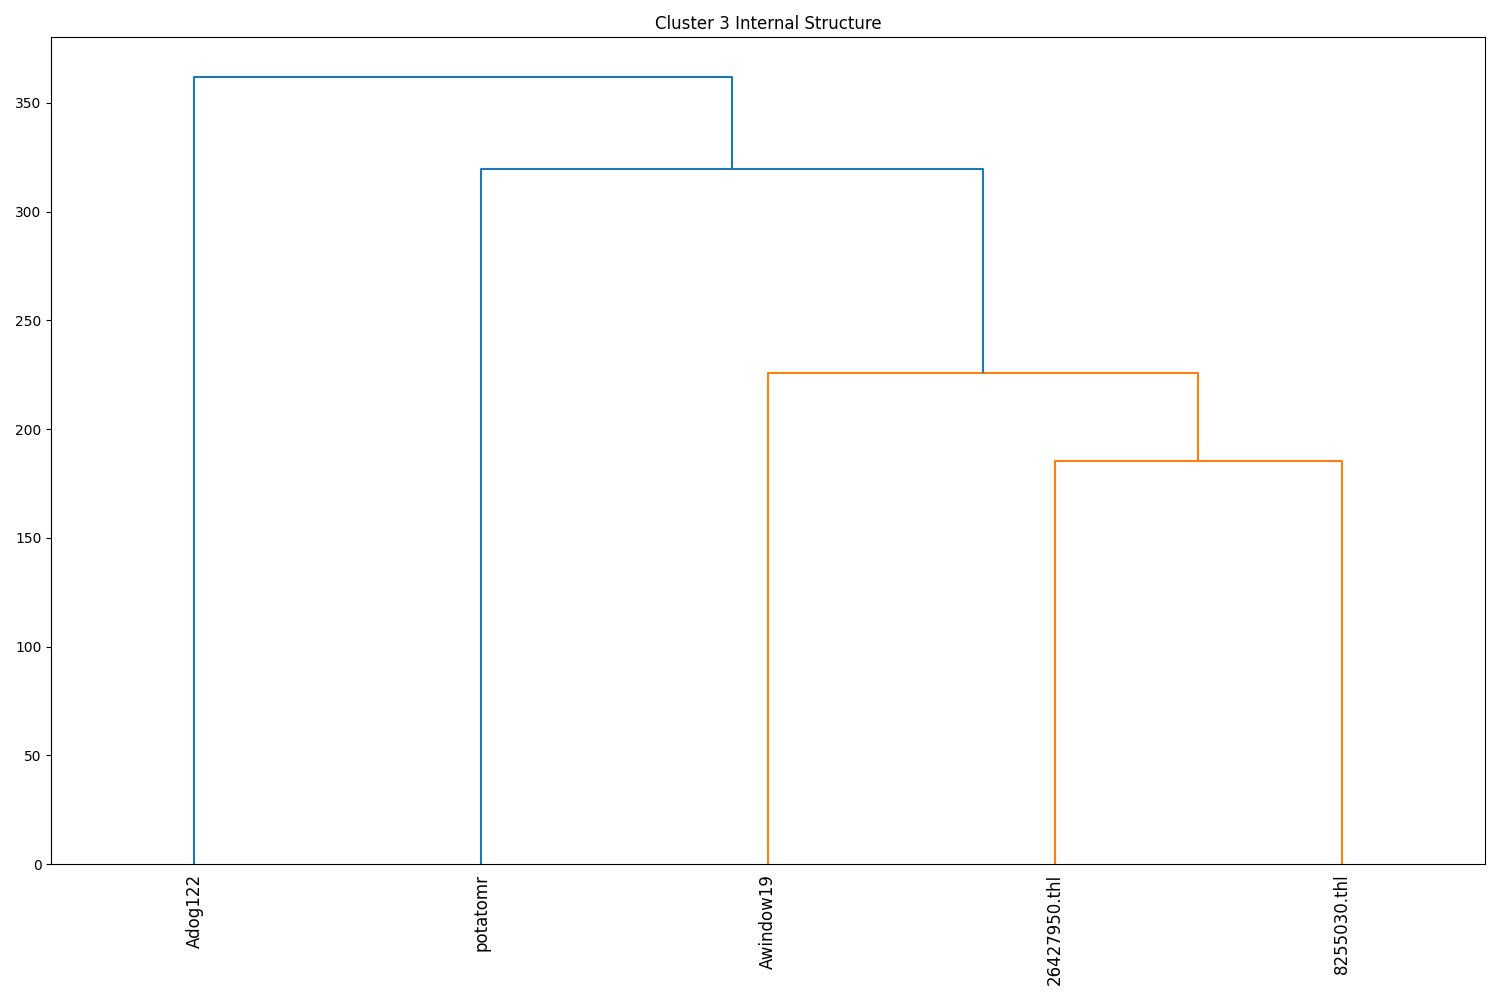 Cluster 3 Internal Structure
350
300
250
200
150
100
50
0
Adog122
potatomr
Awindow19
26427950.thl
8255030.thl